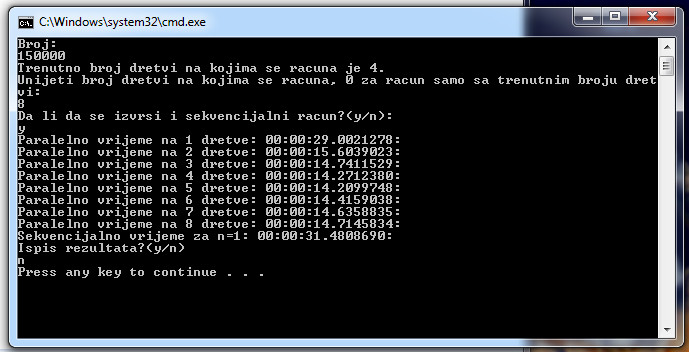 C:\Windows\system32\cmd.exe
Broj:
150000
Trenutno broj dretvi na kojima se racuna je 4.
Unijeti broj dretvi na kojima se racuna, 0 za racun samo sa trenutnim broju dret
vi:
8
Da li da se izvrsi i sekvencijalni racun?(y/n):
y
Paralelno vrijeme na 1 dretve: 00:00:29.0021278:
Paralelno vrijeme na 2 dretve: 00:00:15.6039023:
Paralelno vrijeme na 3 dretve: 00:00:14.7411529:
Paralelno vrijeme na 4 dretve: 00:00:14.2712380:
Paralelno vrijeme na 5 dretve: 00:00:14.2099748:
Paralelno vrijeme na 6 dretve: 00:00:14.4159038:
Paralelno vrijeme na 7 dretve: 00:00:14.6358835:
Paralelno vrijeme na 8 dretve: 00:00:14.7145834:
Sekvencijalno vrijeme za n=1: 00:00:31.4808690:
Ispis rezultata?(y/n)
n
Press any key to continue . . .